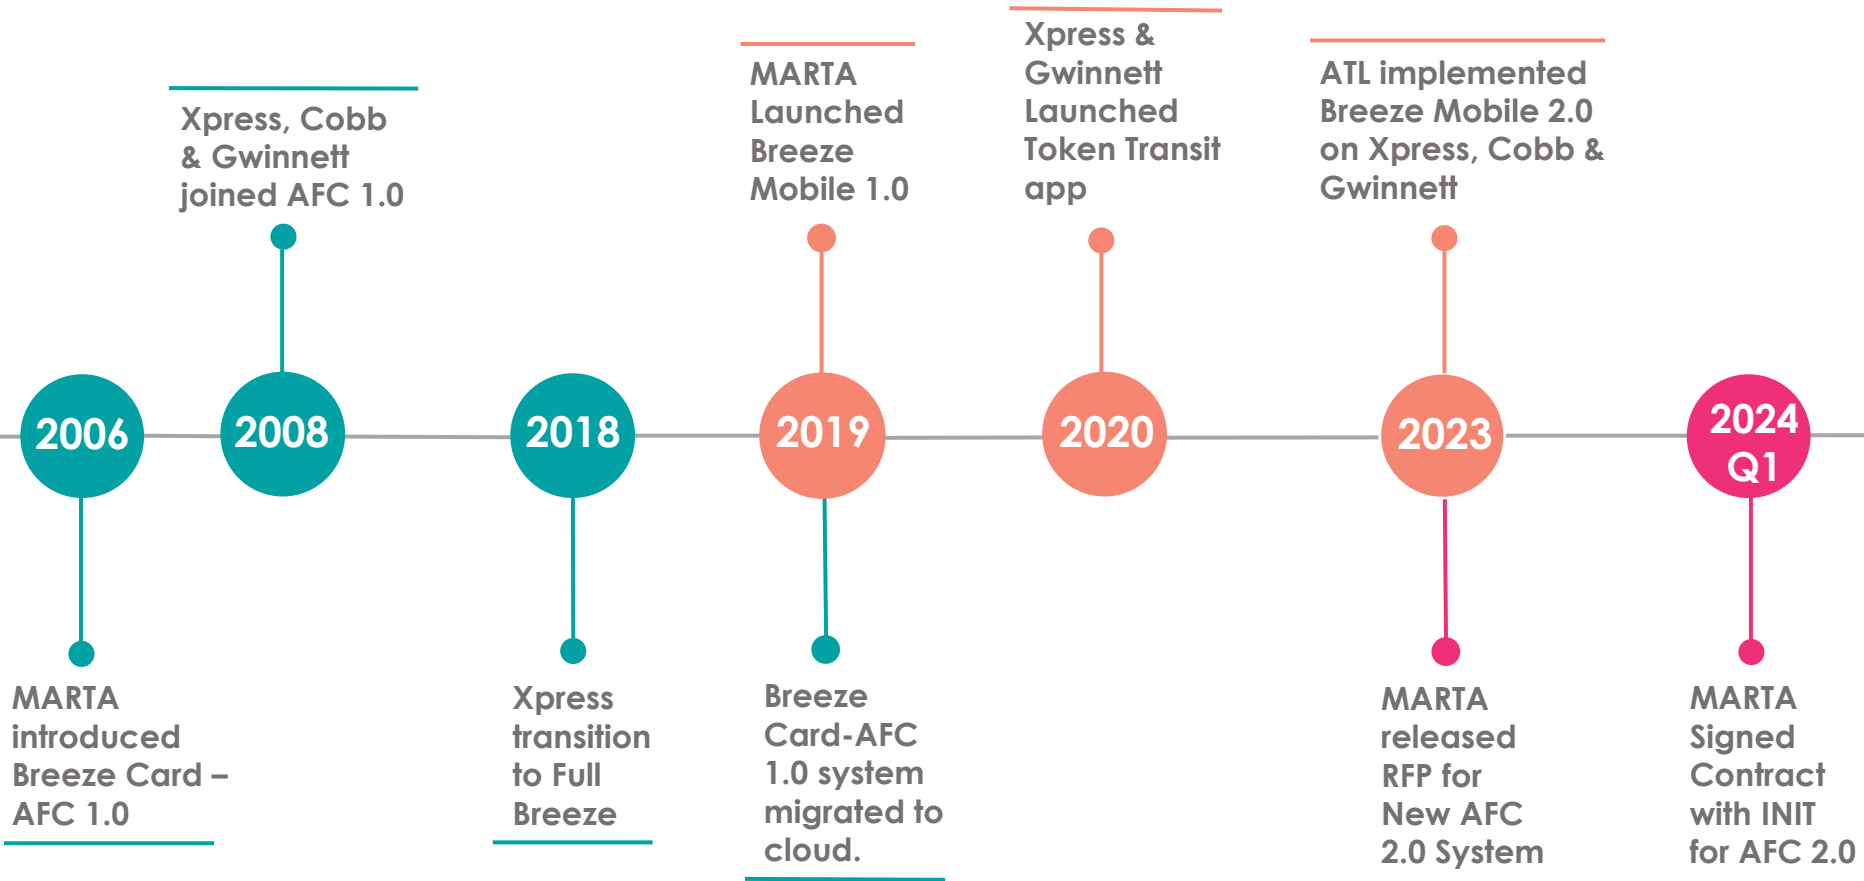 Xpress, Cobb
& Gwinnett
joined AFC 1.0
MARTA
Launched
Breeze
Mobile 1.0
Xpress &
Gwinnett
Launched
Token Transit
app
ATL implemented
Breeze Mobile 2.0
on Xpress, Cobb &
Gwinnett
2006
2008
2018
2019
2020
2023
2024
Q1
MARTA
introduced
Breeze Card –
AFC 1.0
Xpress
transition
to Full
Breeze
Breeze
Card-AFC
1.0 system
migrated to
cloud.
MARTA
released
RFP for
New AFC
2.0 System
MARTA
Signed
Contract
with INIT
for AFC 2.0